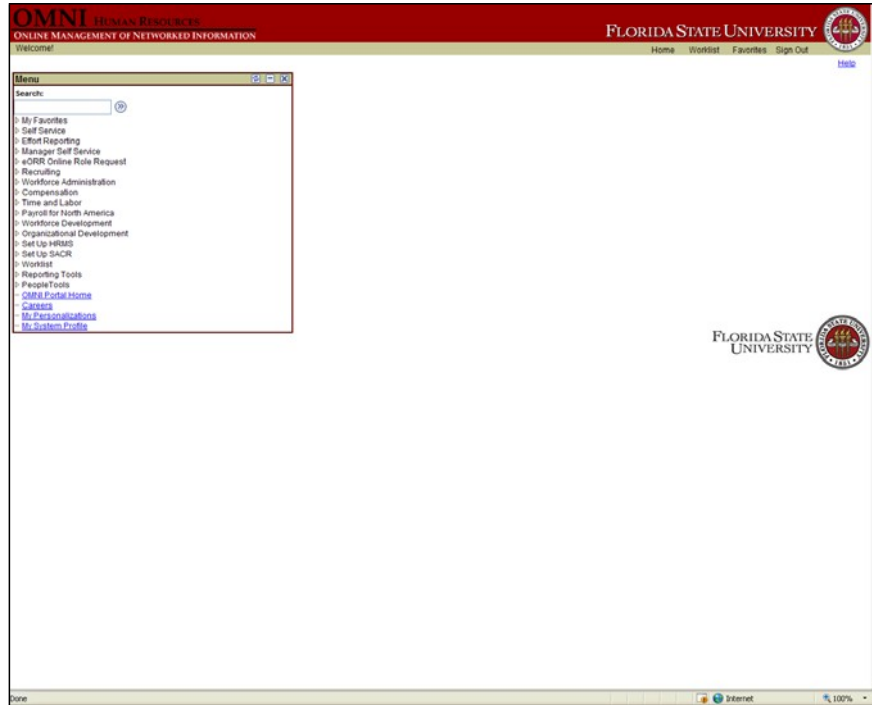 OMNI HUMAN RESOURCES
ONLINE MANAGEMENT OF NETWORKED INFORMATION
FLORIDA STATE UNIVERSITY
Welcome!
Home Worklist Favorites Sign Out
Help
Menu
Search:
My Favorites
Self Service
Effort Reporting
Manager Self Service
eORR Online Role Request
Recruiting
Workforce Administration
Compensation
Time and Labor
Payroll for North America
Workforce Development
Organizational Development
Set Up HRMS
Set Up SACR
Worklist
Reporting Tools
PeopleTools
OMNI Portal Home
Careers
My Personalizations
My System Profile
FLORIDA STATE
UNIVERSITY
Done
Internet
100%